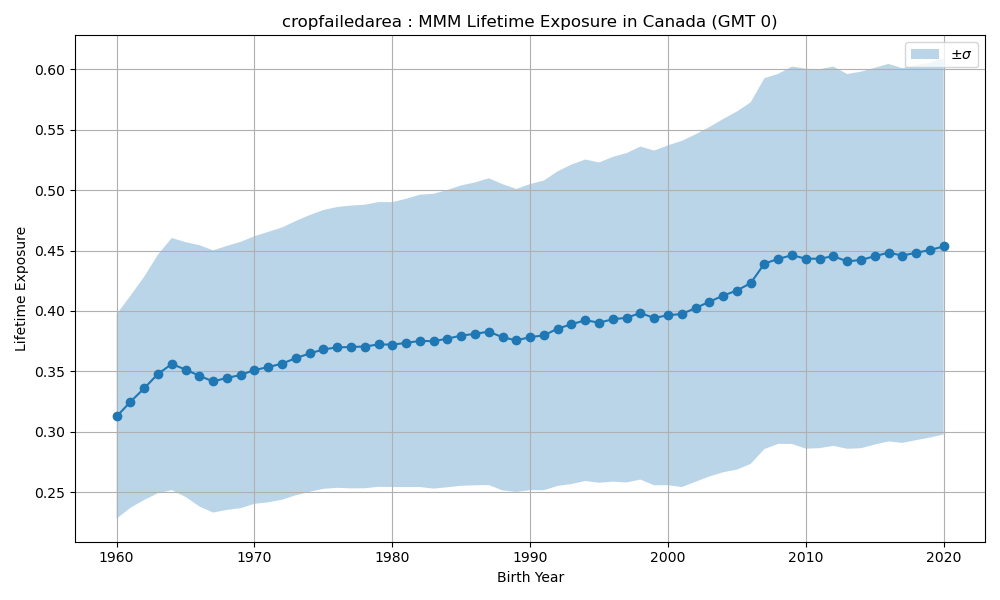 cropfailedarea : MMM Lifetime Exposure in Canada (GMT 0)
±σ
Lifetime Exposure
0.60
0.55
0.50
0.45
0.40
0.35
0.30
0.25
1960 1970 1980 1990 2000 2010 2020
Birth Year